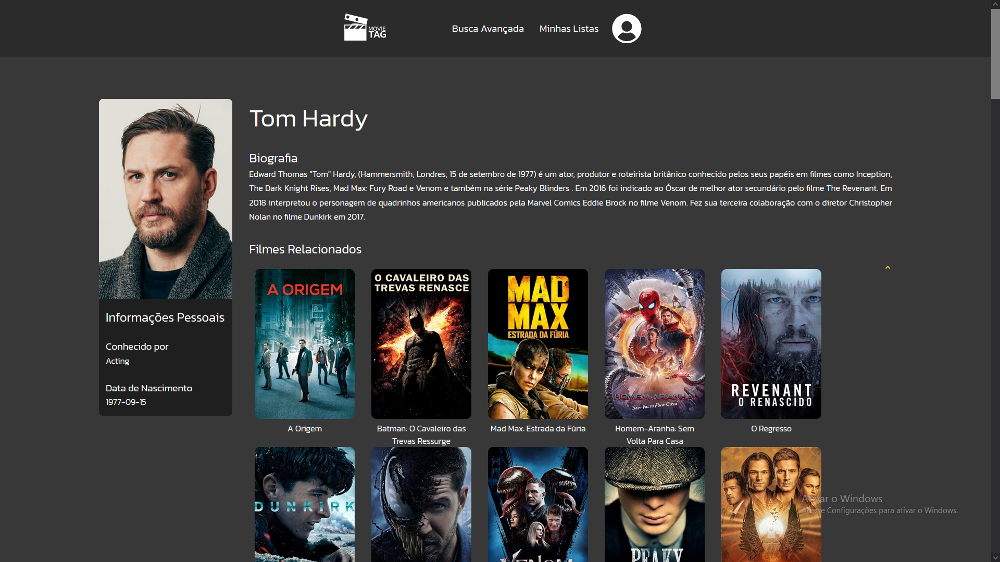 MOVIE
TAG
Busca Avançada
Minhas Listas
Tom Hardy
Biografia
Edward Thomas "Tom" Hardy, (Hammersmith, Londres, 15 de setembro de 1977) é um ator, produtor e roteirista britânico conhecido pelos seus papéis em filmes como Inception,
The Dark Knight Rises, Mad Max: Fury Road e Venom e também na série Peaky Blinders . Em 2016 foi indicado ao Óscar de melhor ator secundário pelo filme The Revenant. Em
2018 interpretou o personagem de quadrinhos americanos publicados pela Marvel Comics Eddie Brock no filme Venom. Fez sua terceira colaboração com o diretor Christopher
Nolan no filme Dunkirk em 2017.
Informações Pessoais
Conhecido por
Acting
Data de Nascimento
1977-09-15
Filmes Relacionados
A ORIGEM
O CAVALEIRO DAS
TREVAS RENASCE
MAD
MAX
ESTRADA DA FÚRIA
HOMEM-ARANHA
SEM VOLTA PARA CASA
REVENANT
O RENASCIDO
A Origem
Batman: O Cavaleiro das
Trevas Ressurge
Mad Max: Estrada da Fúria
Homem-Aranha: Sem
Volta Para Casa
O Regresso
DUNKIRK
VENOM
PEAKY
Ativar o Windows
Acesse Configurações para ativar o Windows.